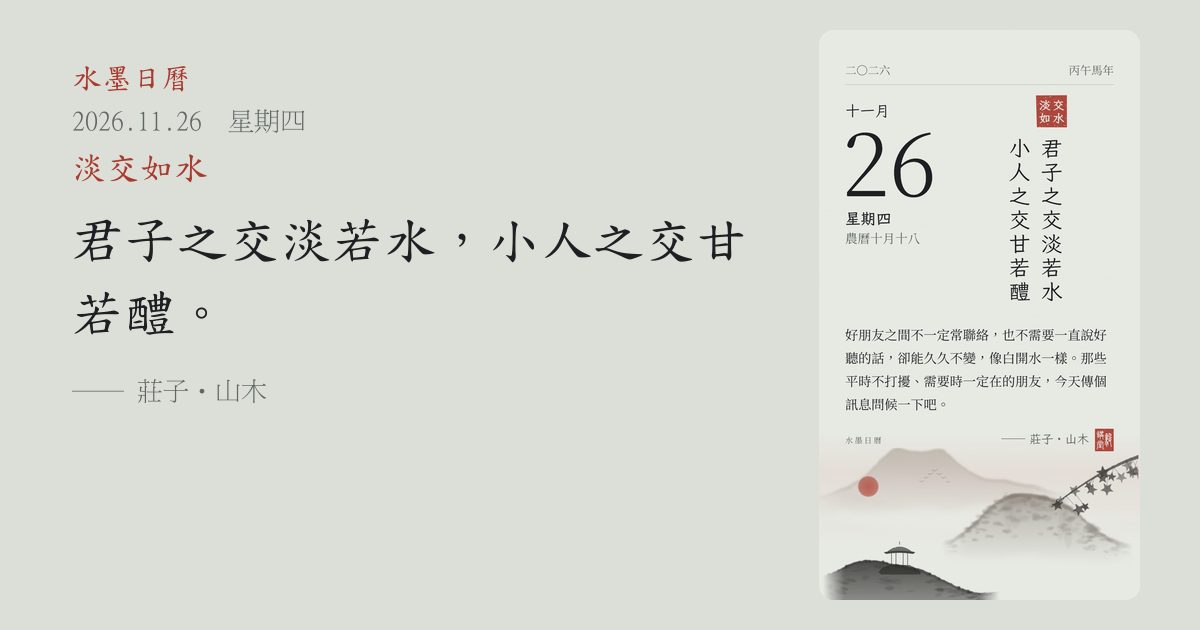 水墨日曆
2026.11.26 星期四
淡交如水
君子之交淡若水，小人之交甘
若醴。
—— 莊子・山木
二〇二六
丙午馬年
十一月
26
星期四
農曆十月十八
淡交
如水
君子之交淡若水
小人之交甘若醴
好朋友之間不一定常聯絡，也不需要一直說好
聽的話，卻能久久不變，像白開水一樣。那些
平時不打擾、需要時一定在的朋友，今天傳個
訊息問候一下吧。
水墨日曆
—— 莊子・山木